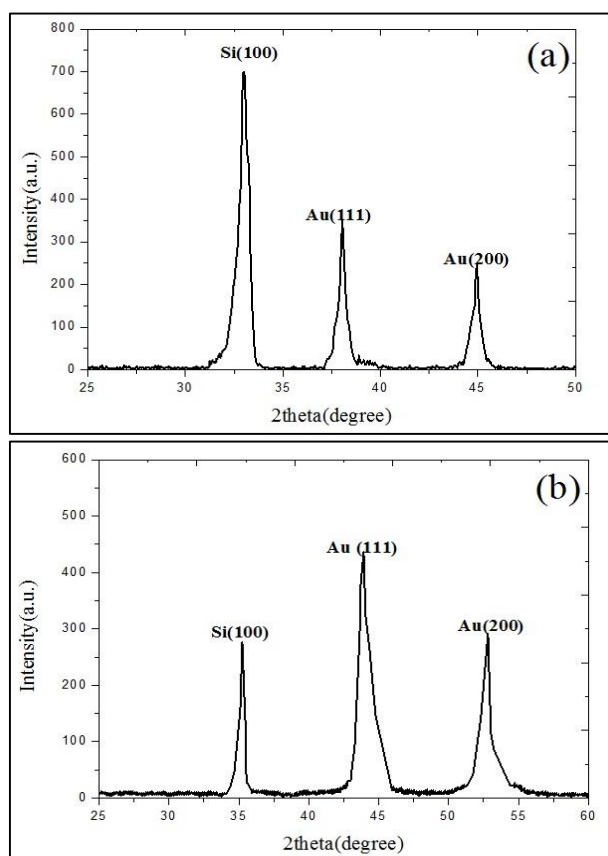 (a)
Si(100)
Au(111)
Au(200)
Intensity(a.u.)
800
700
600
500
400
300
200
100
0
25 30 35 40 45 50
2theta(degree)
(b)
Au (111)
Si(100)
Au(200)
Intensity(a.u.)
600
500
400
300
200
100
0
25 30 35 40 45 50 55 60
2theta(degree)